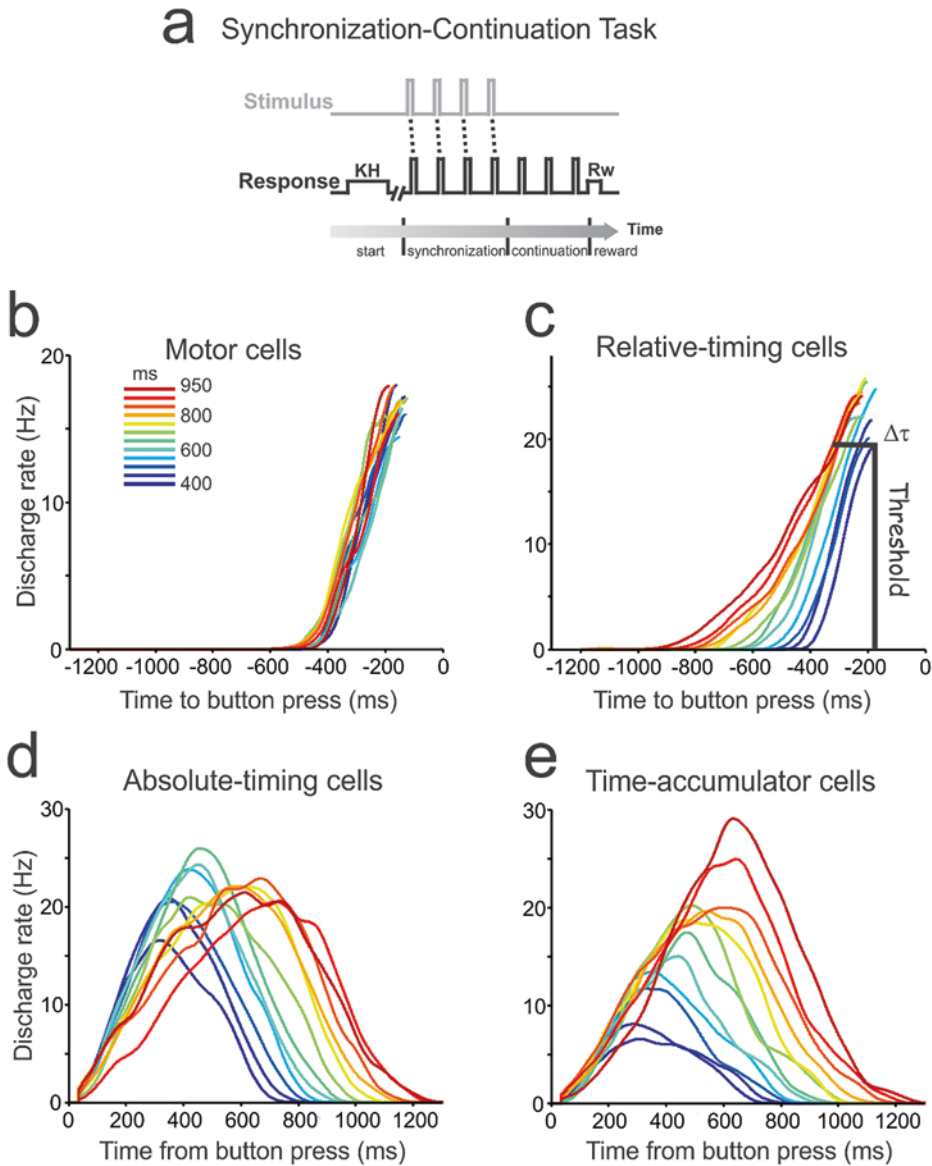 a Synchronization-Continuation Task
Stimulus
KH
Rw
Response
Time
start synchronization continuation reward
b
Motor cells
20
10
0
Discharge rate (Hz)
ms
950
800
600
400
-1200 -1000 -800 -600 -400 -200 0
Time to button press (ms)
c
Relative-timing cells
20
10
0
Δτ
Threshold
-1200 -1000 -800 -600 -400 -200 0
Time to button press (ms)
d
Absolute-timing cells
30
20
10
0
Discharge rate (Hz)
0 200 400 600 800 1000 1200
Time from button press (ms)
e
Time-accumulator cells
30
20
10
0
0 200 400 600 800 1000 1200
Time from button press (ms)